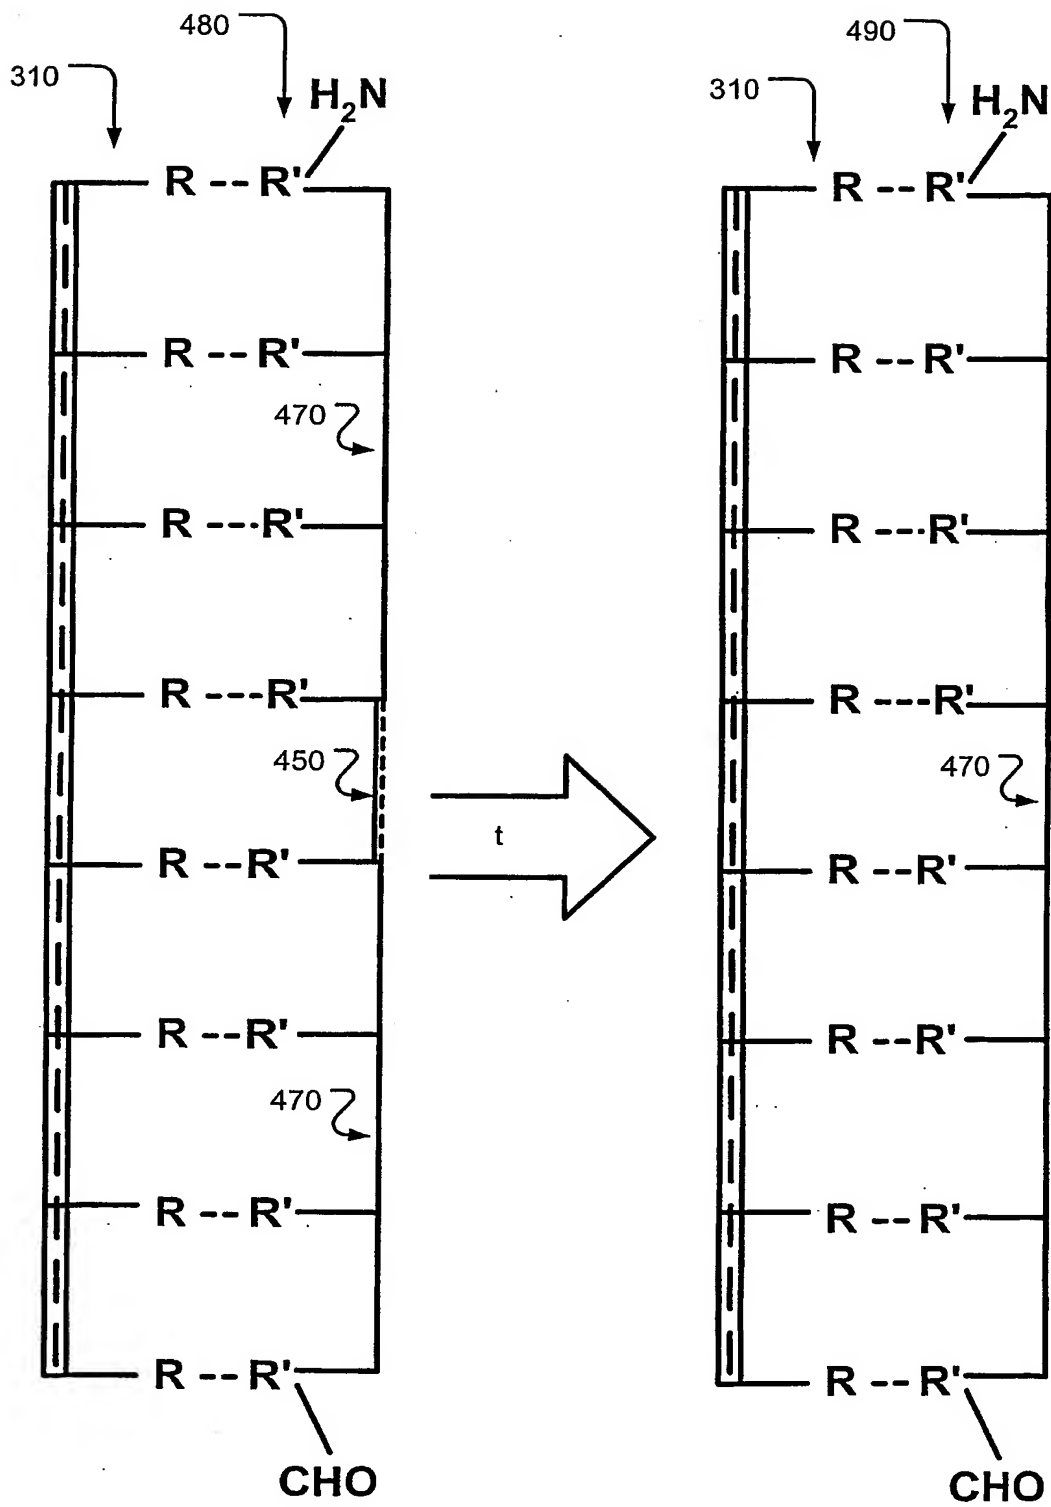 480
310
H₂N
R --- R'
R --- R'
470
R --- R'
R --- R'
450
R --- R'
R --- R'
470
R --- R'
R --- R'
CHO
t
490
310
H₂N
R --- R'
R --- R'
R --- R'
R --- R'
470
R --- R'
R --- R'
R --- R'
R --- R'
CHO